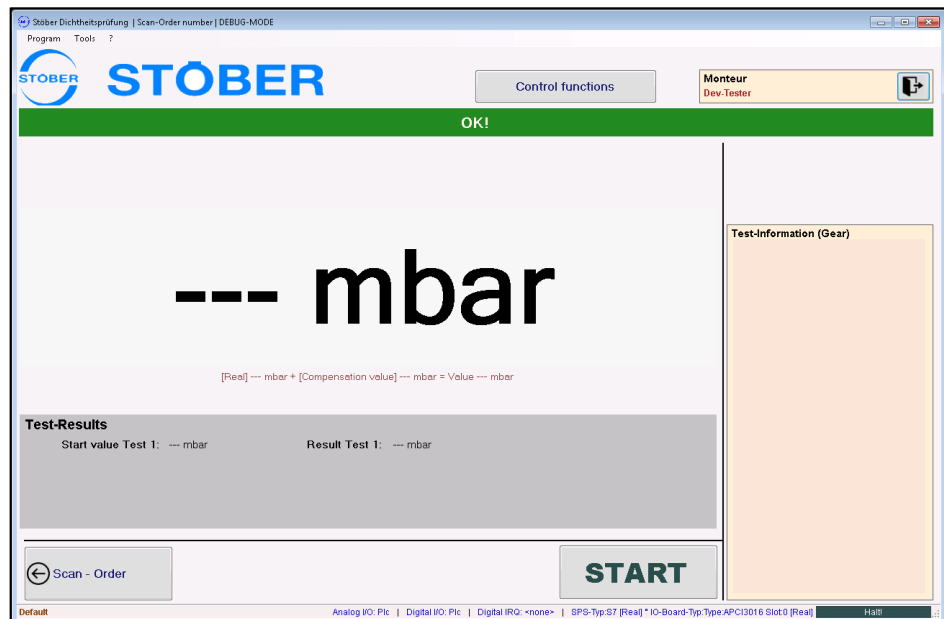 Stöber Dichtheitsprüfung | Scan-Order number | DEBUG-MODE
Program Tools ?
STOBER
STÖBER
Control functions
Monteur
Dev-Tester
OK!
--- mbar
[Real] --- mbar + [Compensation value] --- mbar = Value --- mbar
Test-Information (Gear)
Test-Results
Start value Test 1: --- mbar Result Test 1: --- mbar
Scan - Order
START
Default Analog I/O: Plc | Digital I/O: Plc | Digital IRQ: <none> | SPS-Typ:S7 [Real] * IO-Board-Typ:Type:APCI3016 Slot:0 [Real] Halt!